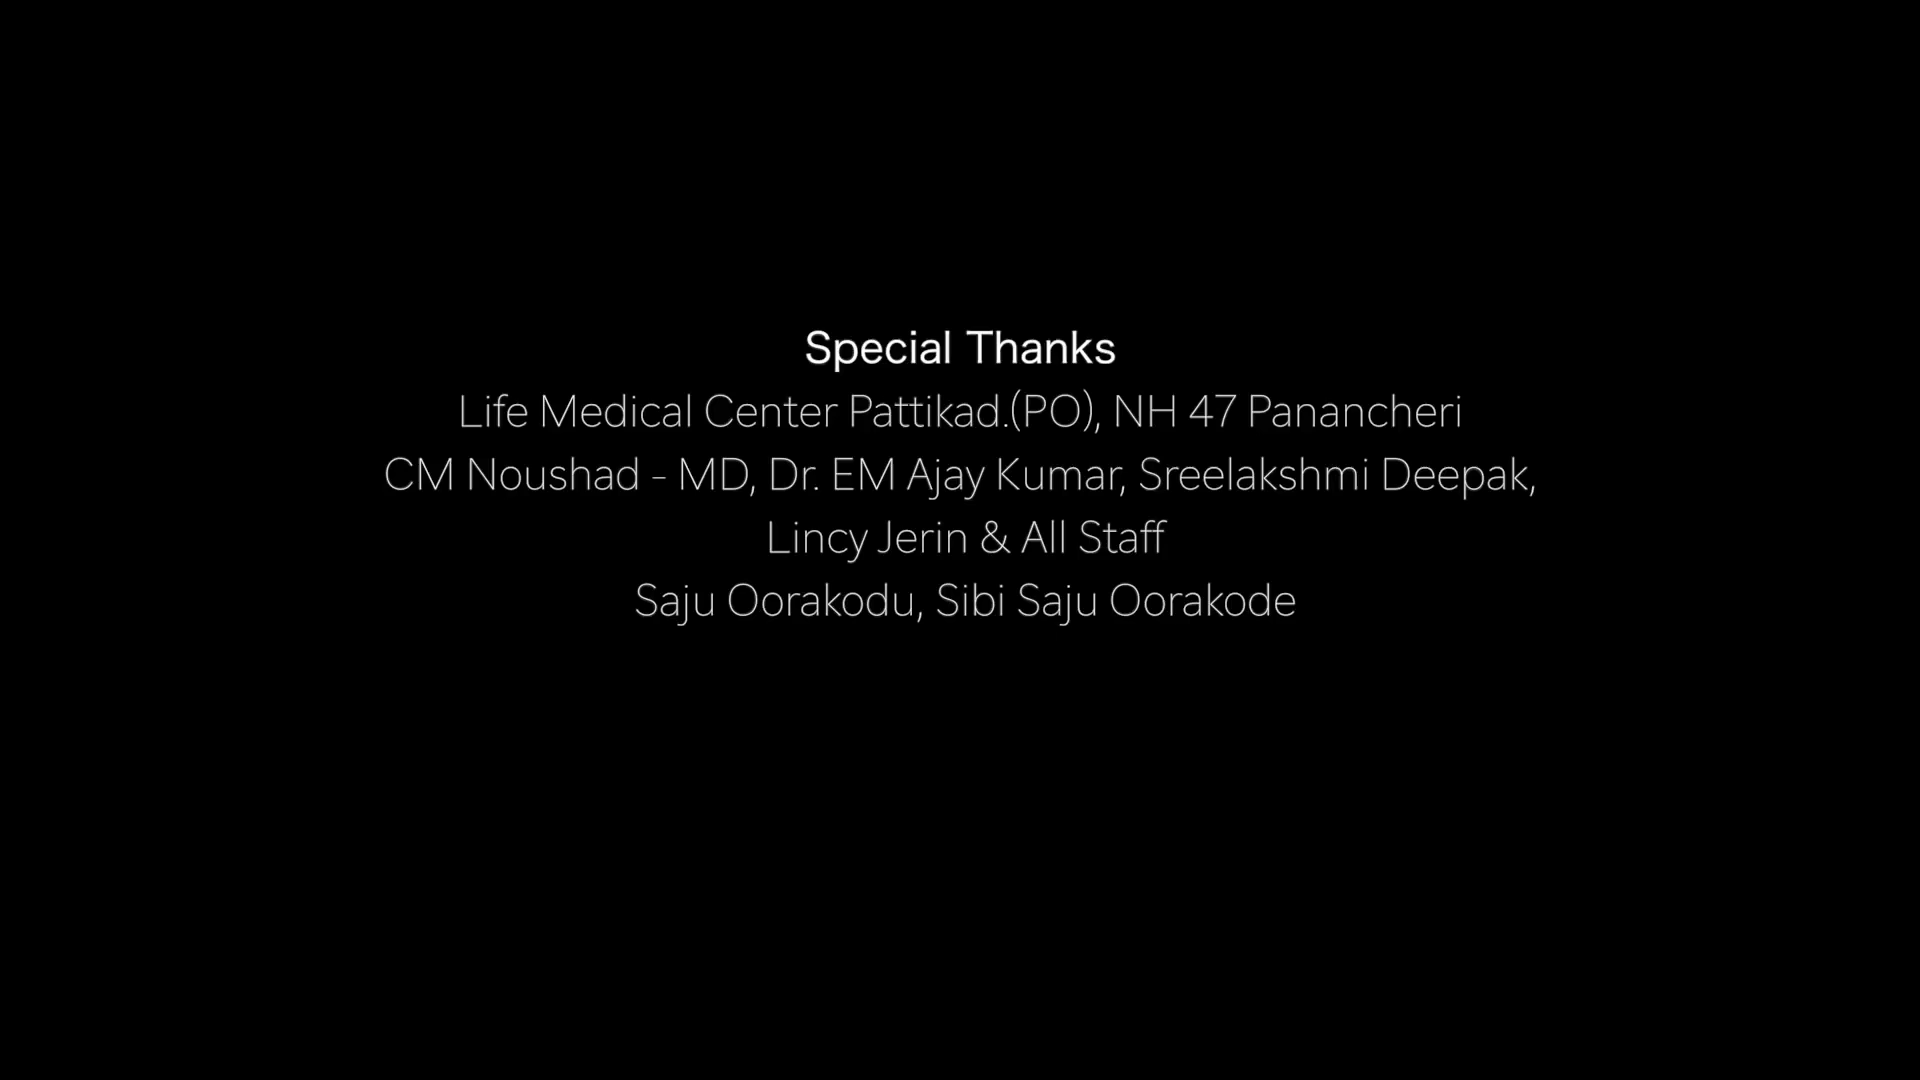 Special Thanks
Life Medical Center Pattikad.(PO), NH 47 Panancheri
CM Noushad - MD, Dr. EM Ajay Kumar, Sreelakshmi Deepak,
Lincy Jerin & All Staff
Saju Oorakodu, Sibi Saju Oorakode